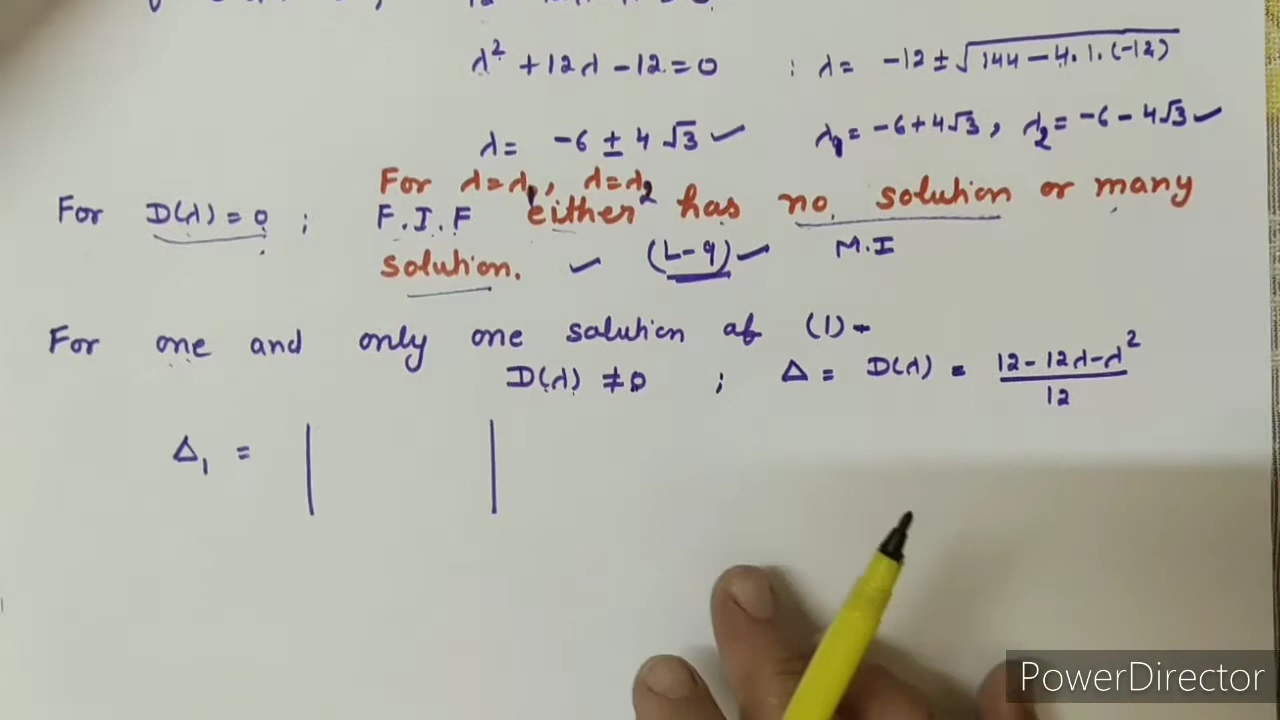 λ² + 12λ - 12 = 0 : λ = -12 ± √144 - 4.1.(-12)
λ = -6 ± 4√3 ✓ λ₁ = -6 + 4√3, λ₂ = -6 - 4√3 ✓
For λ = λ₁, λ = λ₂
For D(λ) = 0 ; F.I.F either has no solution or many
solution. ✓ (L-9) ✓ M.I
For one and only one solution of (1) -
D(λ) ≠ 0 ; Δ = D(λ) = (12 - 12λ - λ²)/12
Δ₁ = | |
PowerDirector